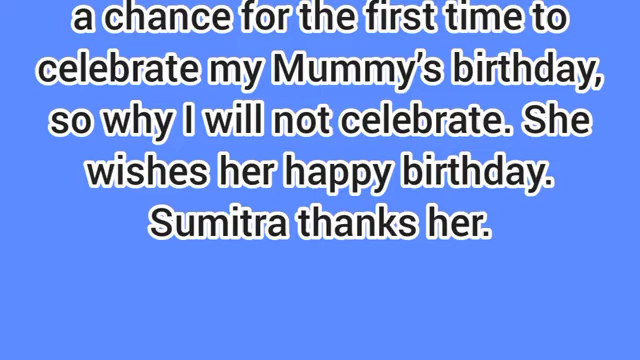 a chance for the first time to
celebrate my Mummy’s birthday,
so why I will not celebrate. She
wishes her happy birthday.
Sumitra thanks her.